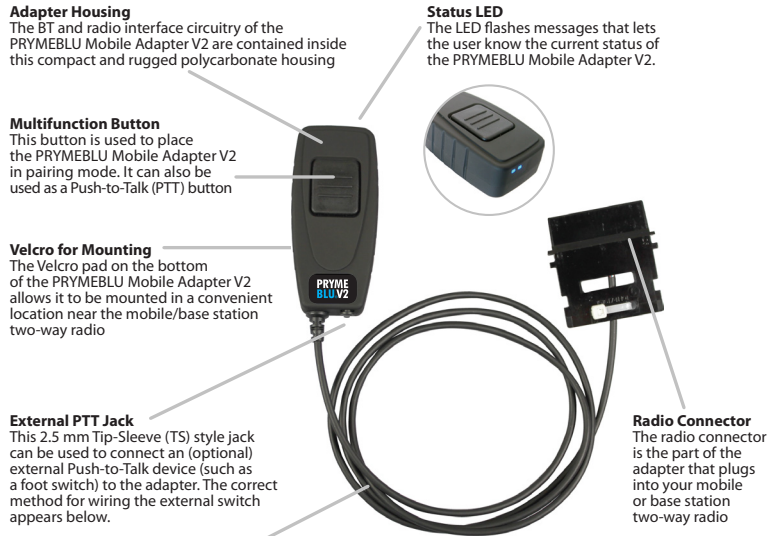 Adapter Housing
The BT and radio interface circuitry of the
PRYMEBLU Mobile Adapter V2 are contained inside
this compact and rugged polycarbonate housing
Status LED
The LED flashes messages that lets
the user know the current status of
the PRYMEBLU Mobile Adapter V2.
Multifunction Button
This button is used to place
the PRYMEBLU Mobile Adapter V2
in pairing mode. It can also be
used as a Push-to-Talk (PTT) button
Velcro for Mounting
The Velcro pad on the bottom
of the PRYMEBLU Mobile Adapter V2
allows it to be mounted in a convenient
location near the mobile/base station
two-way radio
PRYME
BLU.V2
External PTT Jack
This 2.5 mm Tip-Sleeve (TS) style jack
can be used to connect an (optional)
external Push-to-Talk device (such as
a foot switch) to the adapter. The correct
method for wiring the external switch
appears below.
Radio Connector
The radio connector
is the part of the
adapter that plugs
into your mobile
or base station
two-way radio